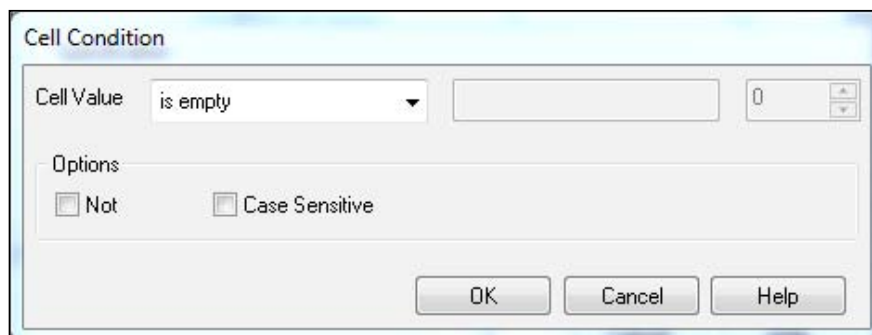 Cell Condition
Cell Value is empty 0
Options
Not Case Sensitive
OK Cancel Help